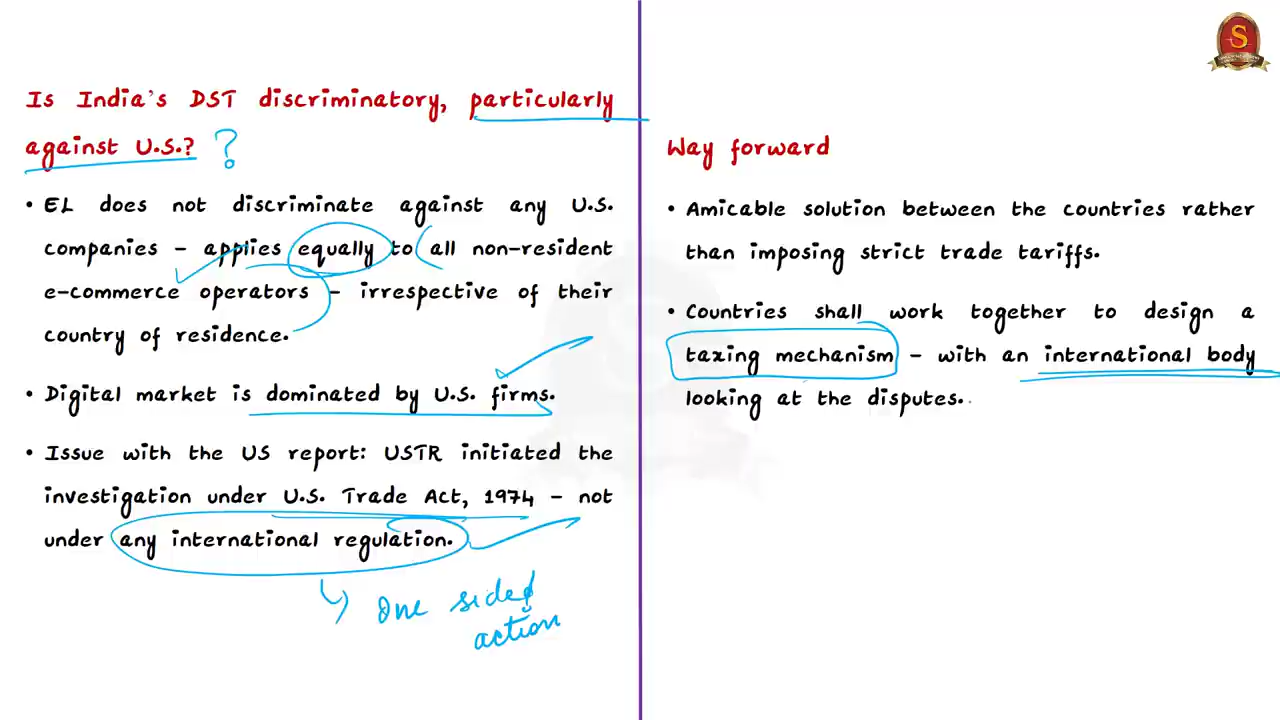 Is India's DST discriminatory, particularly
against U.S.? ?
• EL does not discriminate against any U.S.
companies – applies equally to all non-resident
e-commerce operators – irrespective of their
country of residence.
• Digital market is dominated by U.S. firms.
• Issue with the US report: USTR initiated the
investigation under U.S. Trade Act, 1974 – not
under any international regulation.
One sided
action
Way forward
• Amicable solution between the countries rather
than imposing strict trade tariffs.
• Countries shall work together to design a
taxing mechanism – with an international body
looking at the disputes.
S